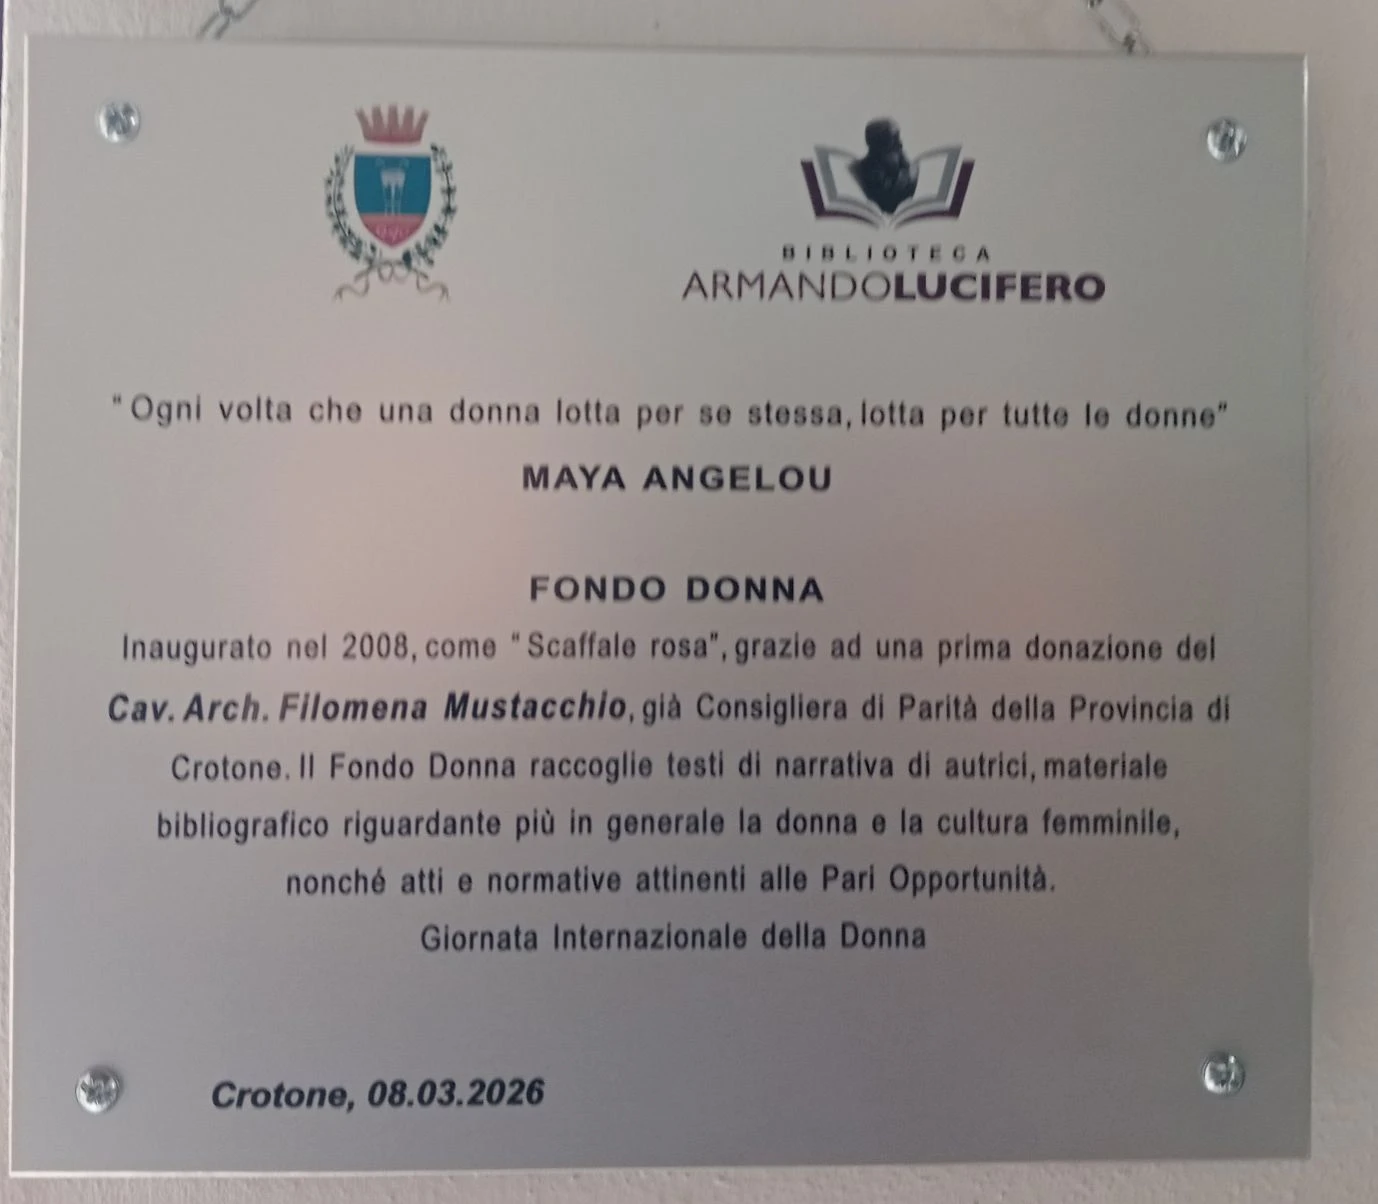 BIBLIOTECA
ARMANDOLUCIFERO
"Ogni volta che una donna lotta per se stessa, lotta per tutte le donne"
MAYA ANGELOU
FONDO DONNA
Inaugurato nel 2008, come "Scaffale rosa", grazie ad una prima donazione del
Cav. Arch. Filomena Mustacchio, già Consigliera di Parità della Provincia di
Crotone. Il Fondo Donna raccoglie testi di narrativa di autrici, materiale
bibliografico riguardante più in generale la donna e la cultura femminile,
nonché atti e normative attinenti alle Pari Opportunità.
Giornata Internazionale della Donna
Crotone, 08.03.2026